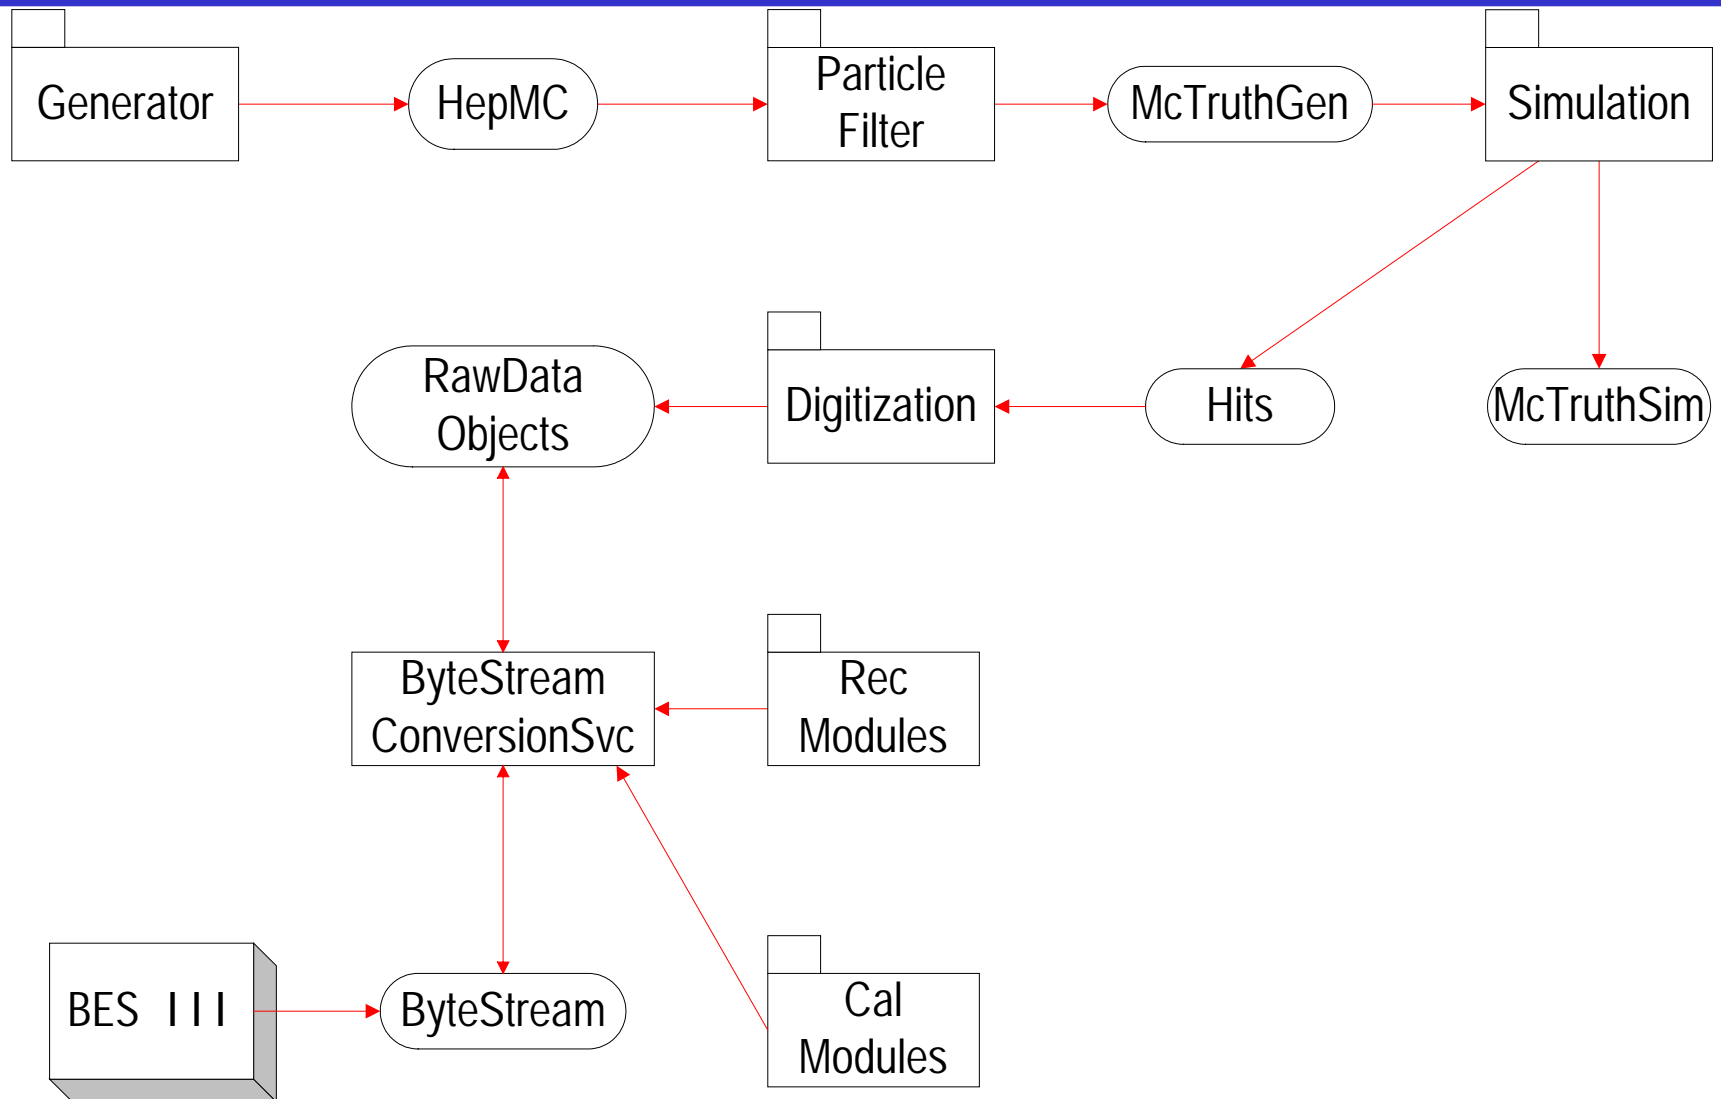 Generator
HepMC
Particle
Filter
McTruthGen
Simulation
RawData
Objects
Digitization
Hits
McTruthSim
ByteStream
ConversionSvc
Rec
Modules
BES III
ByteStream
Cal
Modules